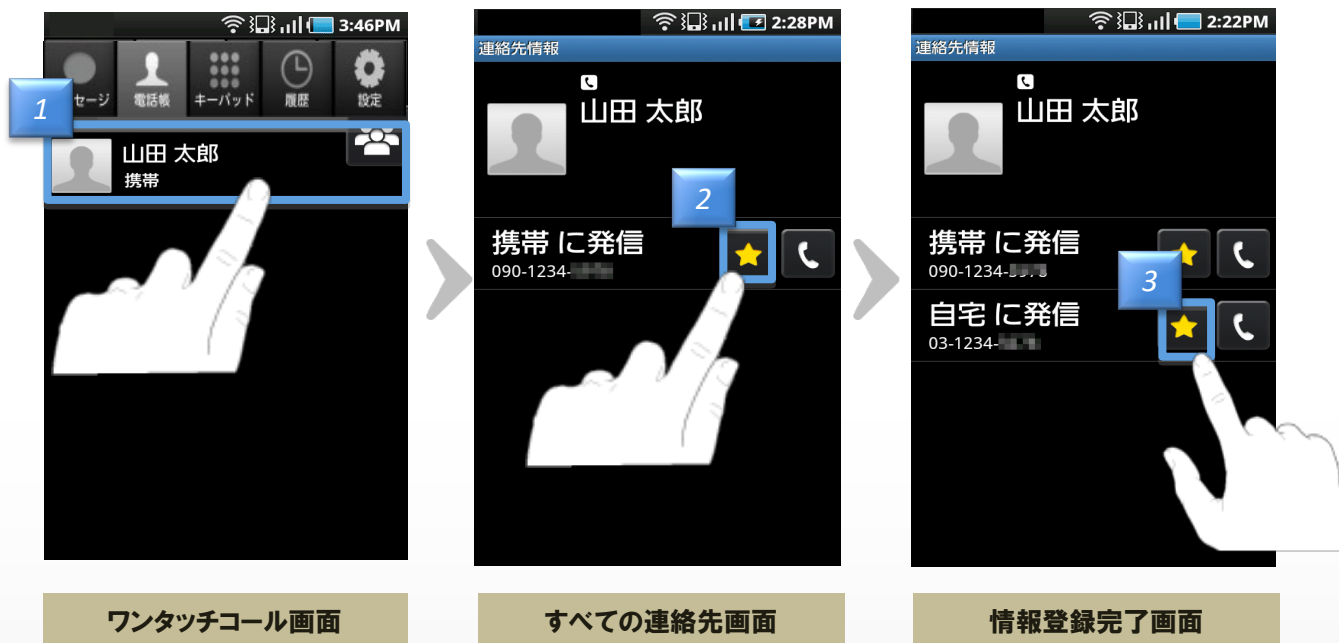 3:46PM
電話帳
キーパッド
履歴
設定
1
山田 太郎
携帯
ワンタッチコール画面
2:28PM
連絡先情報
山田 太郎
2
携帯 に発信
090-1234-
すべての連絡先画面
2:22PM
連絡先情報
山田 太郎
携帯 に発信
090-1234-
3
自宅 に発信
03-1234-
情報登録完了画面